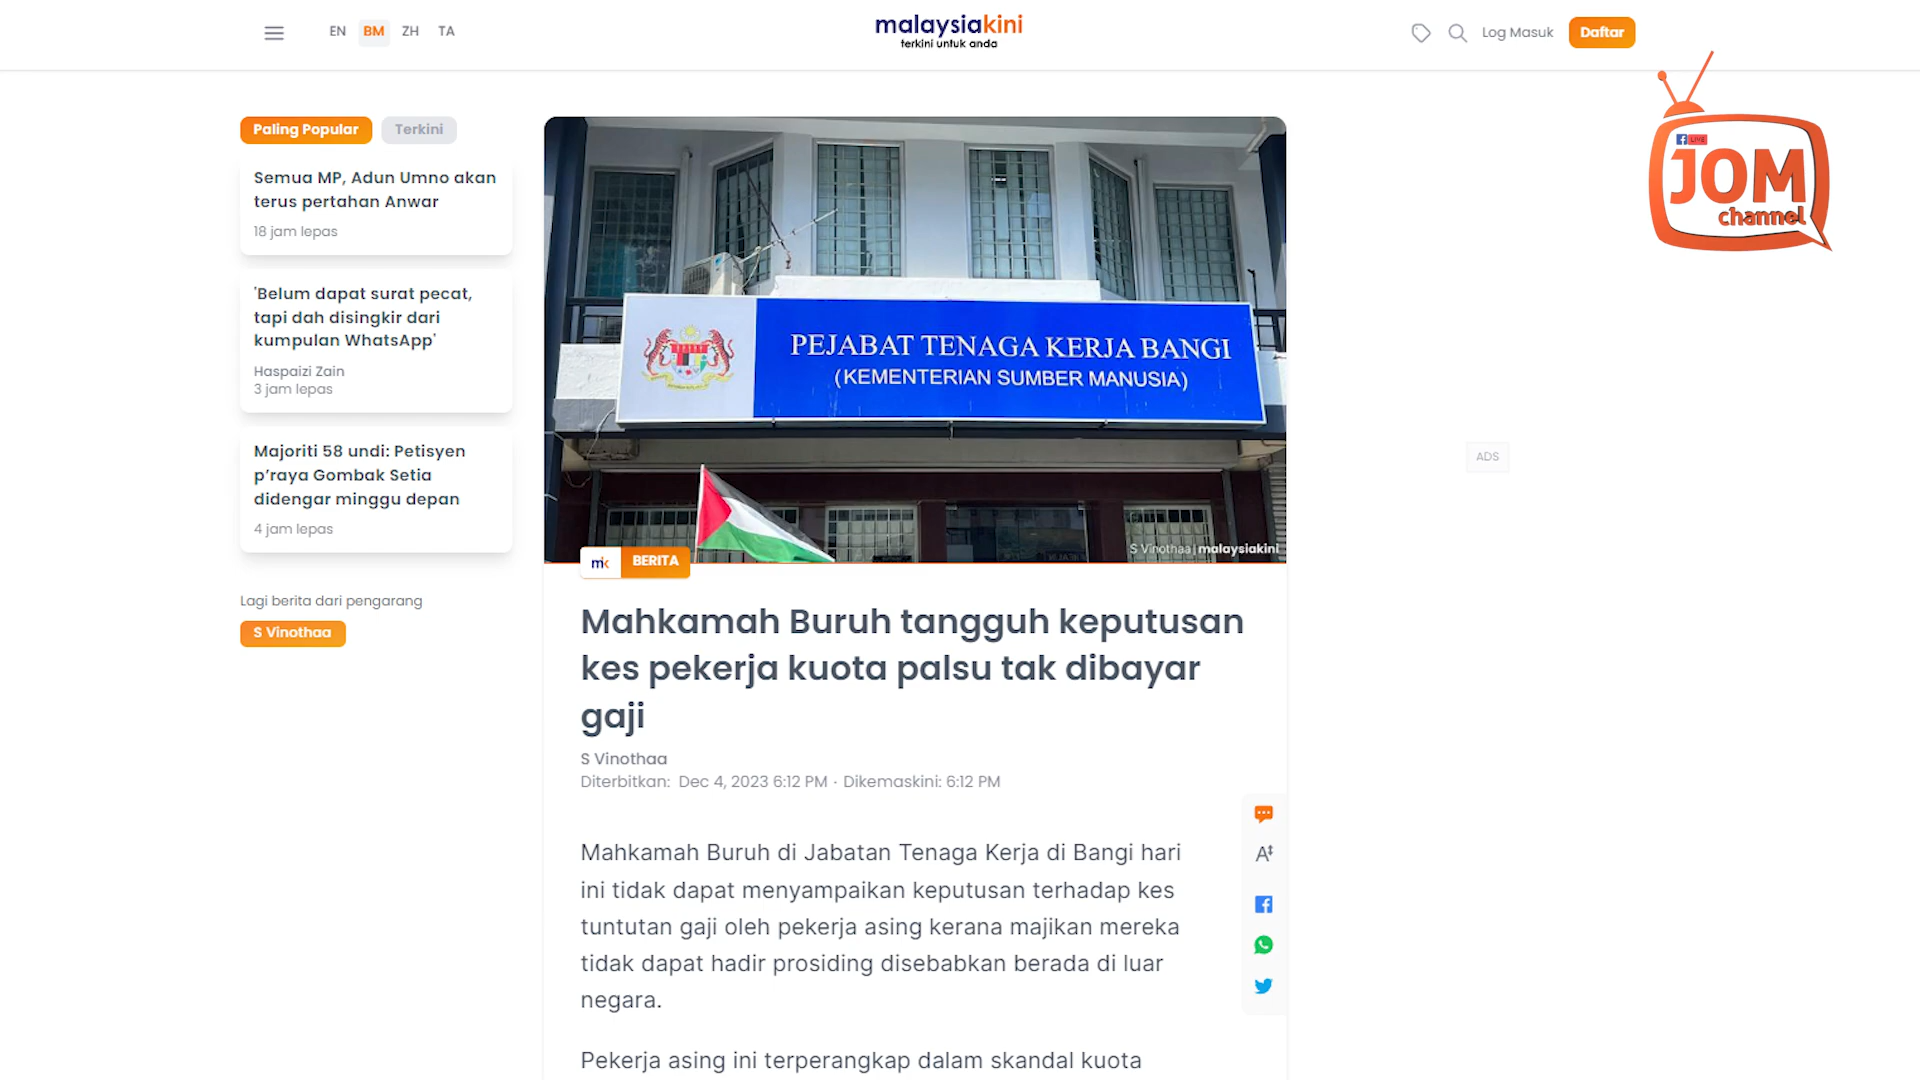 EN BM ZH TA
malaysiakini
terkini untuk anda
Log Masuk
Daftar
LIVE
JOM
channel
Paling Popular
Terkini
Semua MP, Adun Umno akan
terus pertahan Anwar
18 jam lepas
'Belum dapat surat pecat,
tapi dah disingkir dari
kumpulan WhatsApp'
Haspaizi Zain
3 jam lepas
Majoriti 58 undi: Petisyen
p’raya Gombak Setia
didengar minggu depan
4 jam lepas
Lagi berita dari pengarang
S Vinothaa
PEJABAT TENAGA KERJA BANGI
(KEMENTERIAN SUMBER MANUSIA)
S Vinothaa | malaysiakini
mk BERITA
Mahkamah Buruh tangguh keputusan
kes pekerja kuota palsu tak dibayar
gaji
S Vinothaa
Diterbitkan: Dec 4, 2023 6:12 PM · Dikemaskini: 6:12 PM
Mahkamah Buruh di Jabatan Tenaga Kerja di Bangi hari
ini tidak dapat menyampaikan keputusan terhadap kes
tuntutan gaji oleh pekerja asing kerana majikan mereka
tidak dapat hadir prosiding disebabkan berada di luar
negara.
Pekerja asing ini terperangkap dalam skandal kuota
ADS